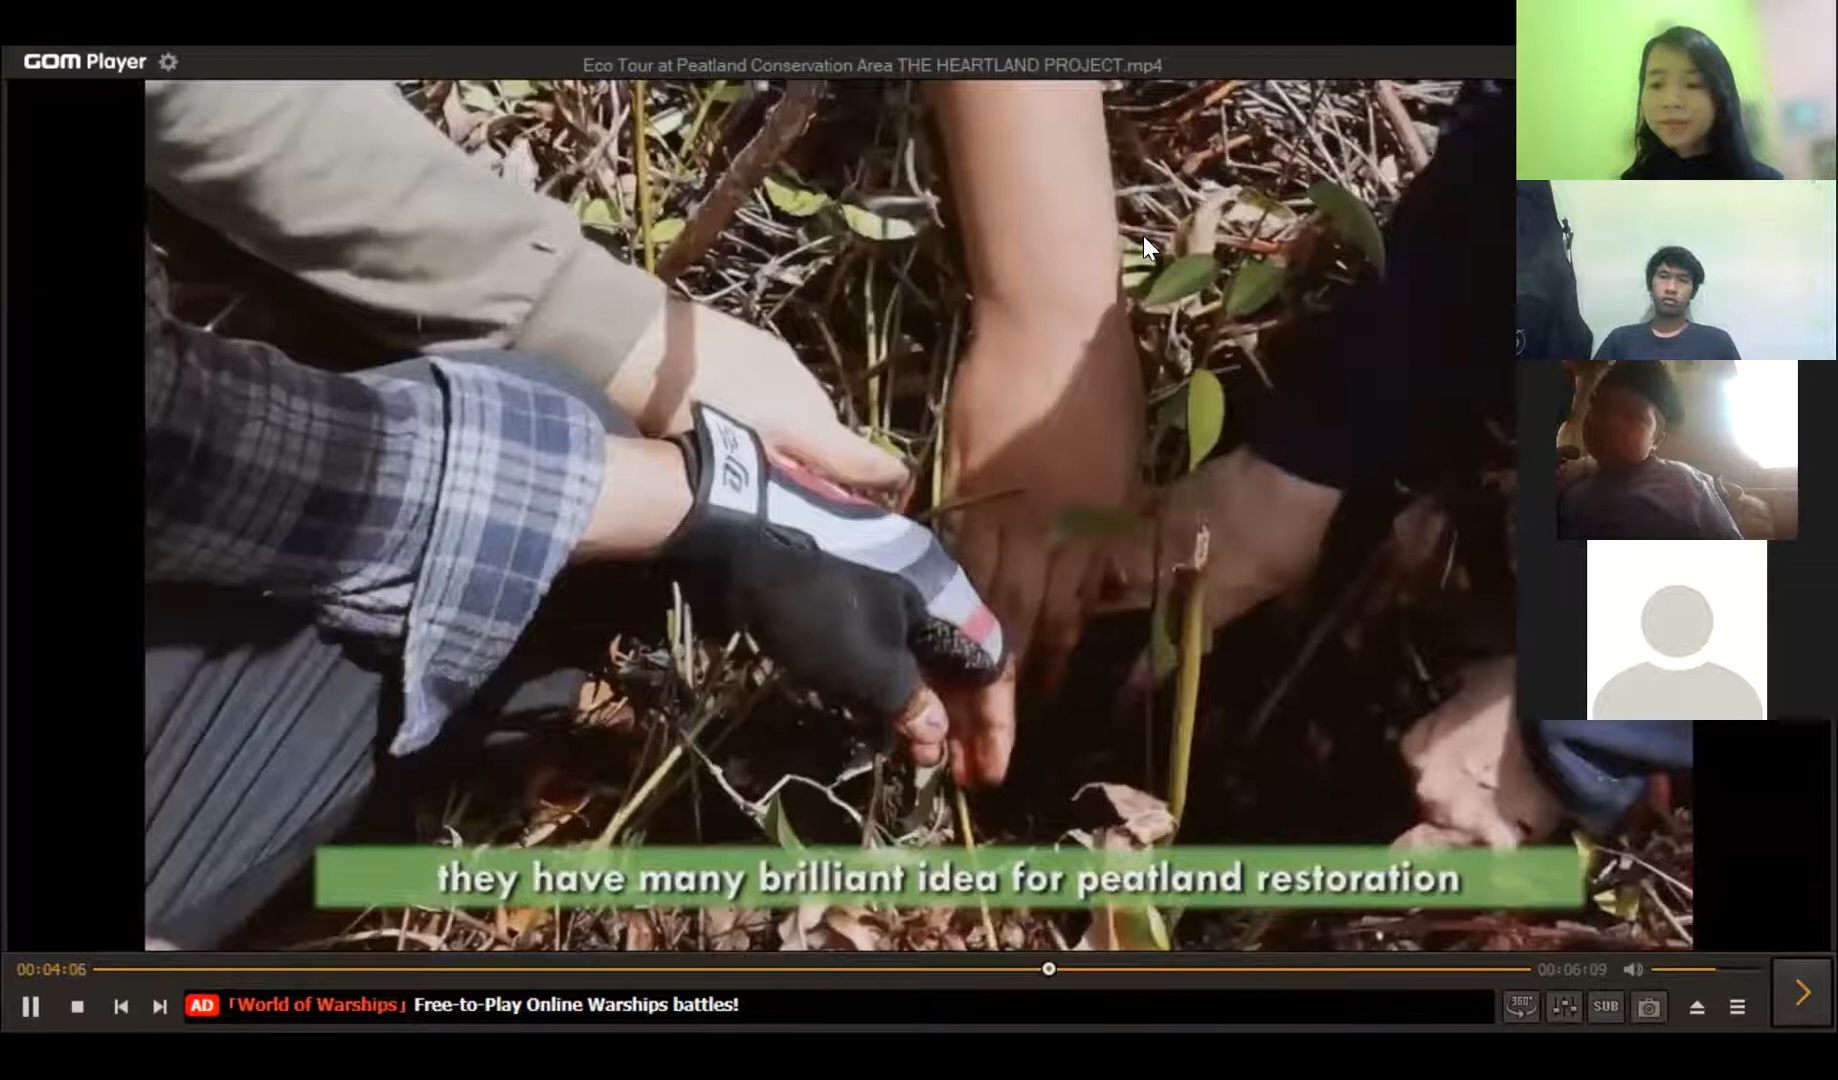 GOM Player
Eco Tour at Peatland Conservation Area THE HEARTLAND PROJECT.mp4
they have many brilliant idea for peatland restoration
00:04:06
00:06:09
AD 「World of Warships」 Free-to-Play Online Warships battles!
360°
SUB